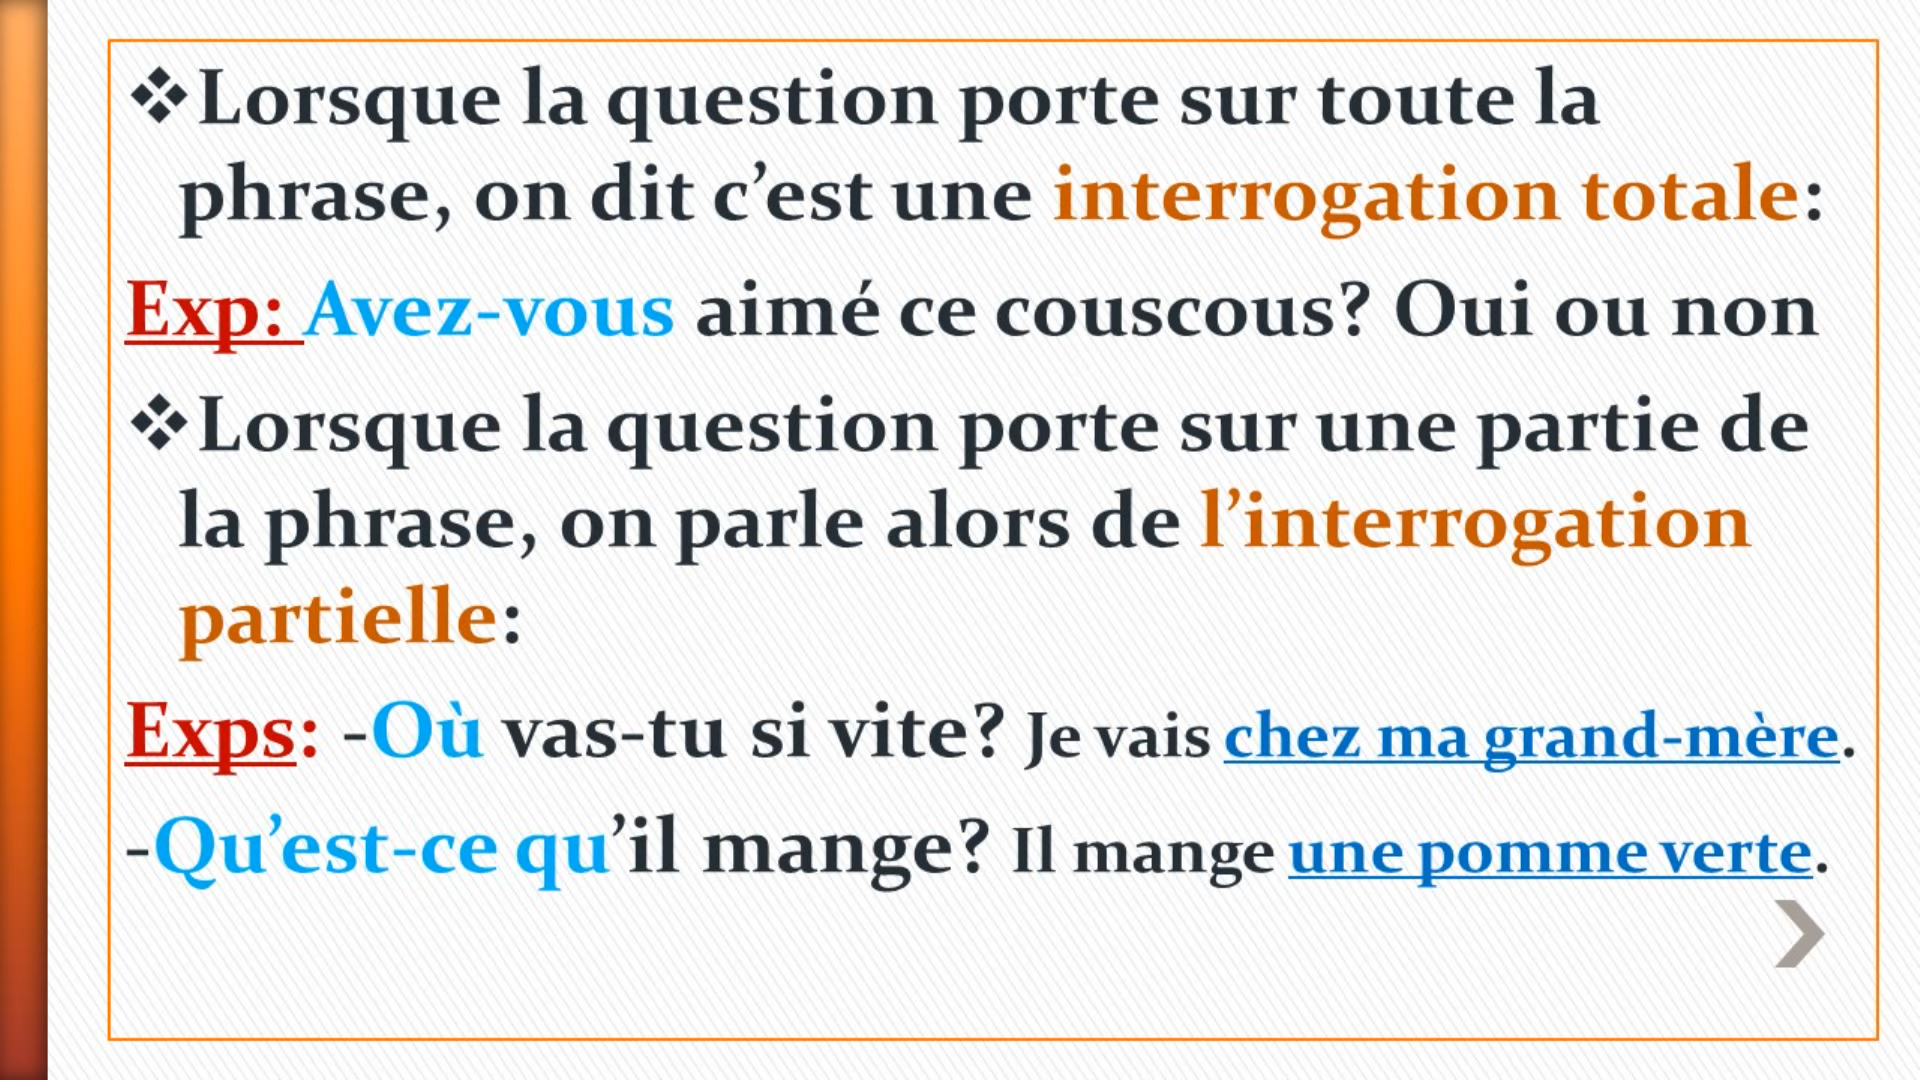 ❖Lorsque la question porte sur toute la
phrase, on dit c’est une interrogation totale:
Exp: Avez-vous aimé ce couscous? Oui ou non
❖Lorsque la question porte sur une partie de
la phrase, on parle alors de l’interrogation
partielle:
Exps: -Où vas-tu si vite? Je vais chez ma grand-mère.
-Qu’est-ce qu’il mange? Il mange une pomme verte.